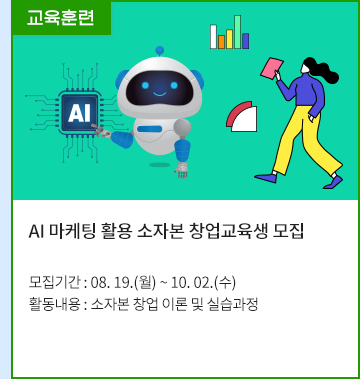 교육훈련
AI
AI 마케팅 활용 소자본 창업교육생 모집
모집기간 : 08. 19.(월) ~ 10. 02.(수)
활동내용 : 소자본 창업 이론 및 실습과정